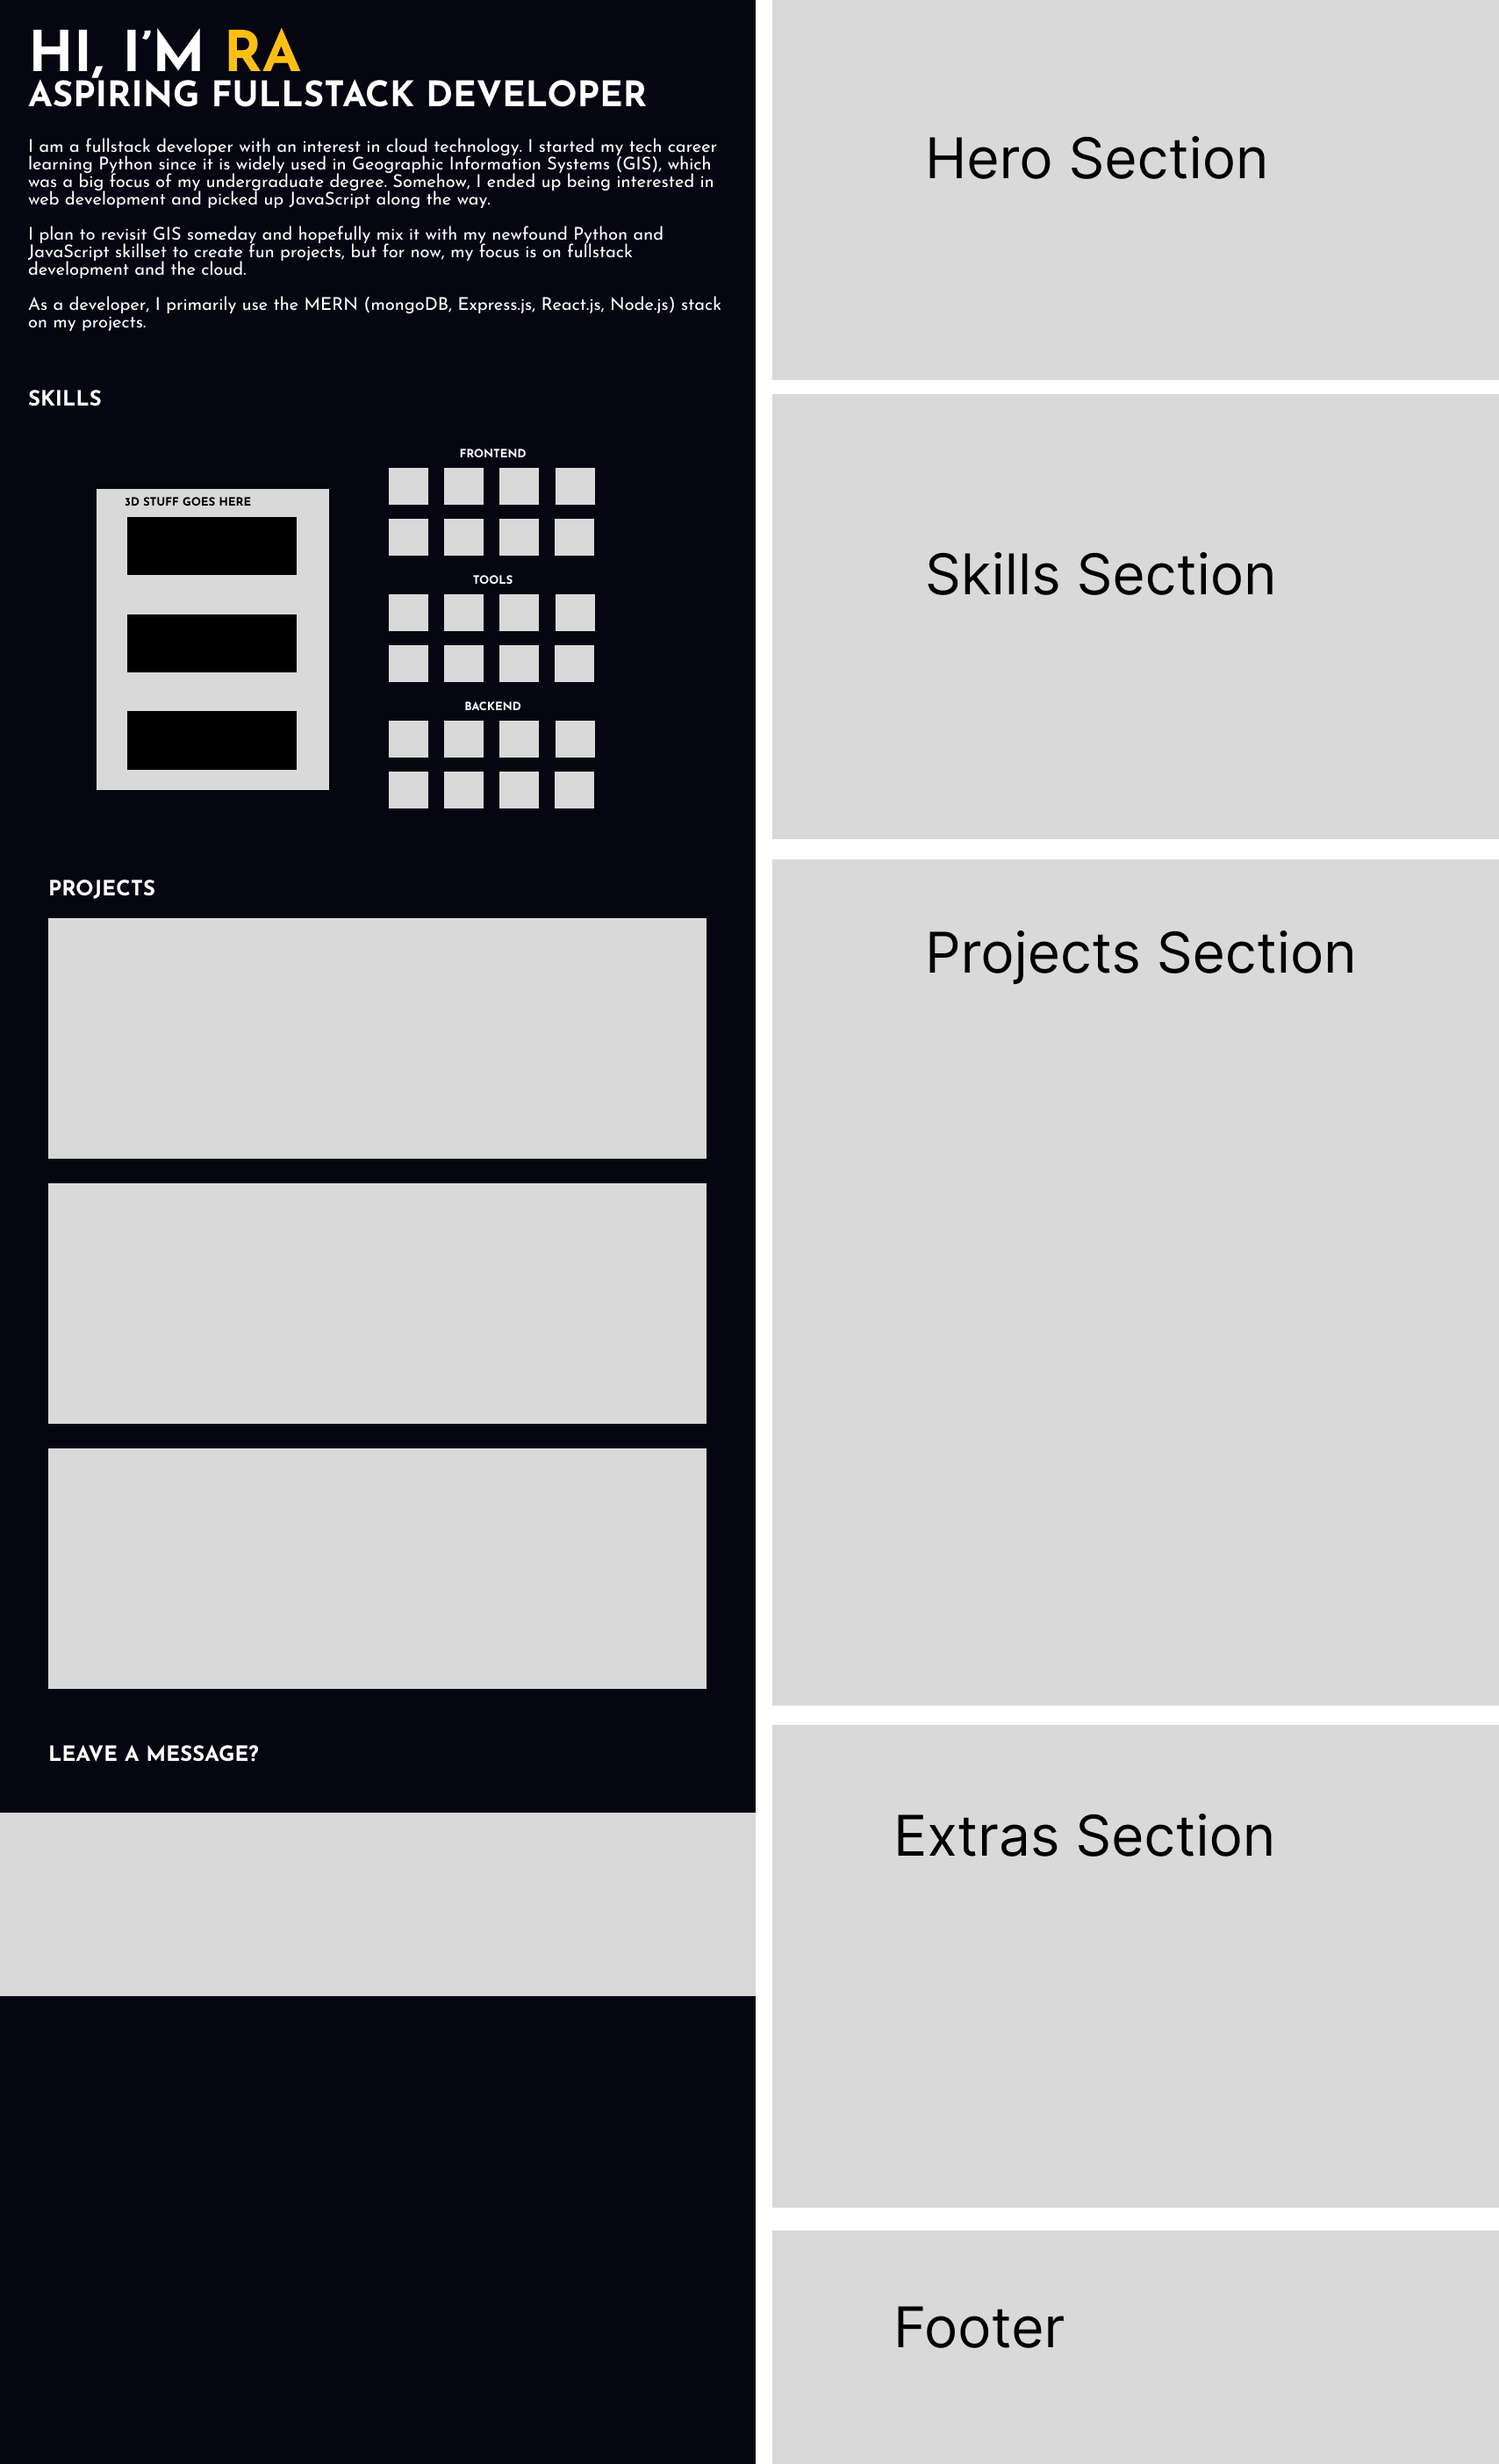 HI, I'M RA
ASPIRING FULLSTACK DEVELOPER
I am a fullstack developer with an interest in cloud technology. I started my tech career
learning Python since it is widely used in Geographic Information Systems (GIS), which
was a big focus of my undergraduate degree. Somehow, I ended up being interested in
web development and picked up JavaScript along the way.
I plan to revisit GIS someday and hopefully mix it with my newfound Python and
JavaScript skillset to create fun projects, but for now, my focus is on fullstack
development and the cloud.
As a developer, I primarily use the MERN (mongoDB, Express.js, React.js, Node.js) stack
on my projects.
SKILLS
3D STUFF GOES HERE
FRONTEND
TOOLS
BACKEND
PROJECTS
LEAVE A MESSAGE?
Hero Section
Skills Section
Projects Section
Extras Section
Footer